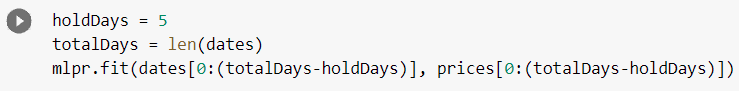 holdDays = 5
totalDays = len(dates)
mlpr.fit(dates[0:(totalDays-holdDays)], prices[0:(totalDays-holdDays)])